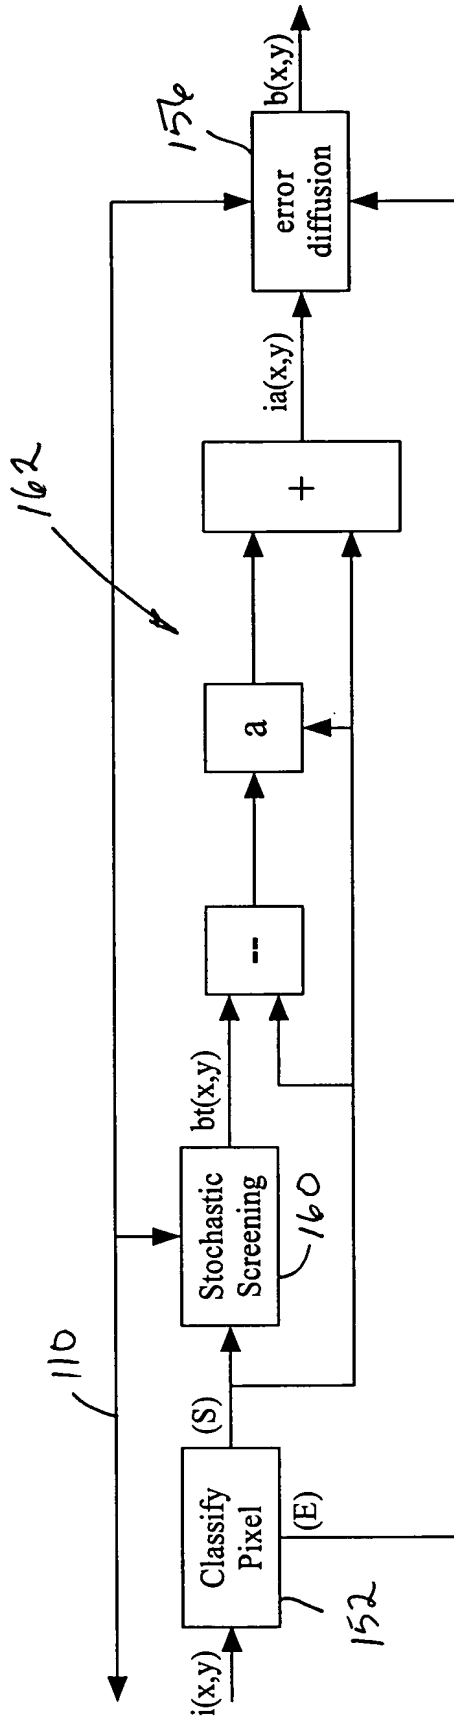 110
162
156
i(x,y)
Classify
Pixel
152
(S)
(E)
Stochastic
Screening
160
bt(x,y)
--
a
+
ia(x,y)
error
diffusion
b(x,y)